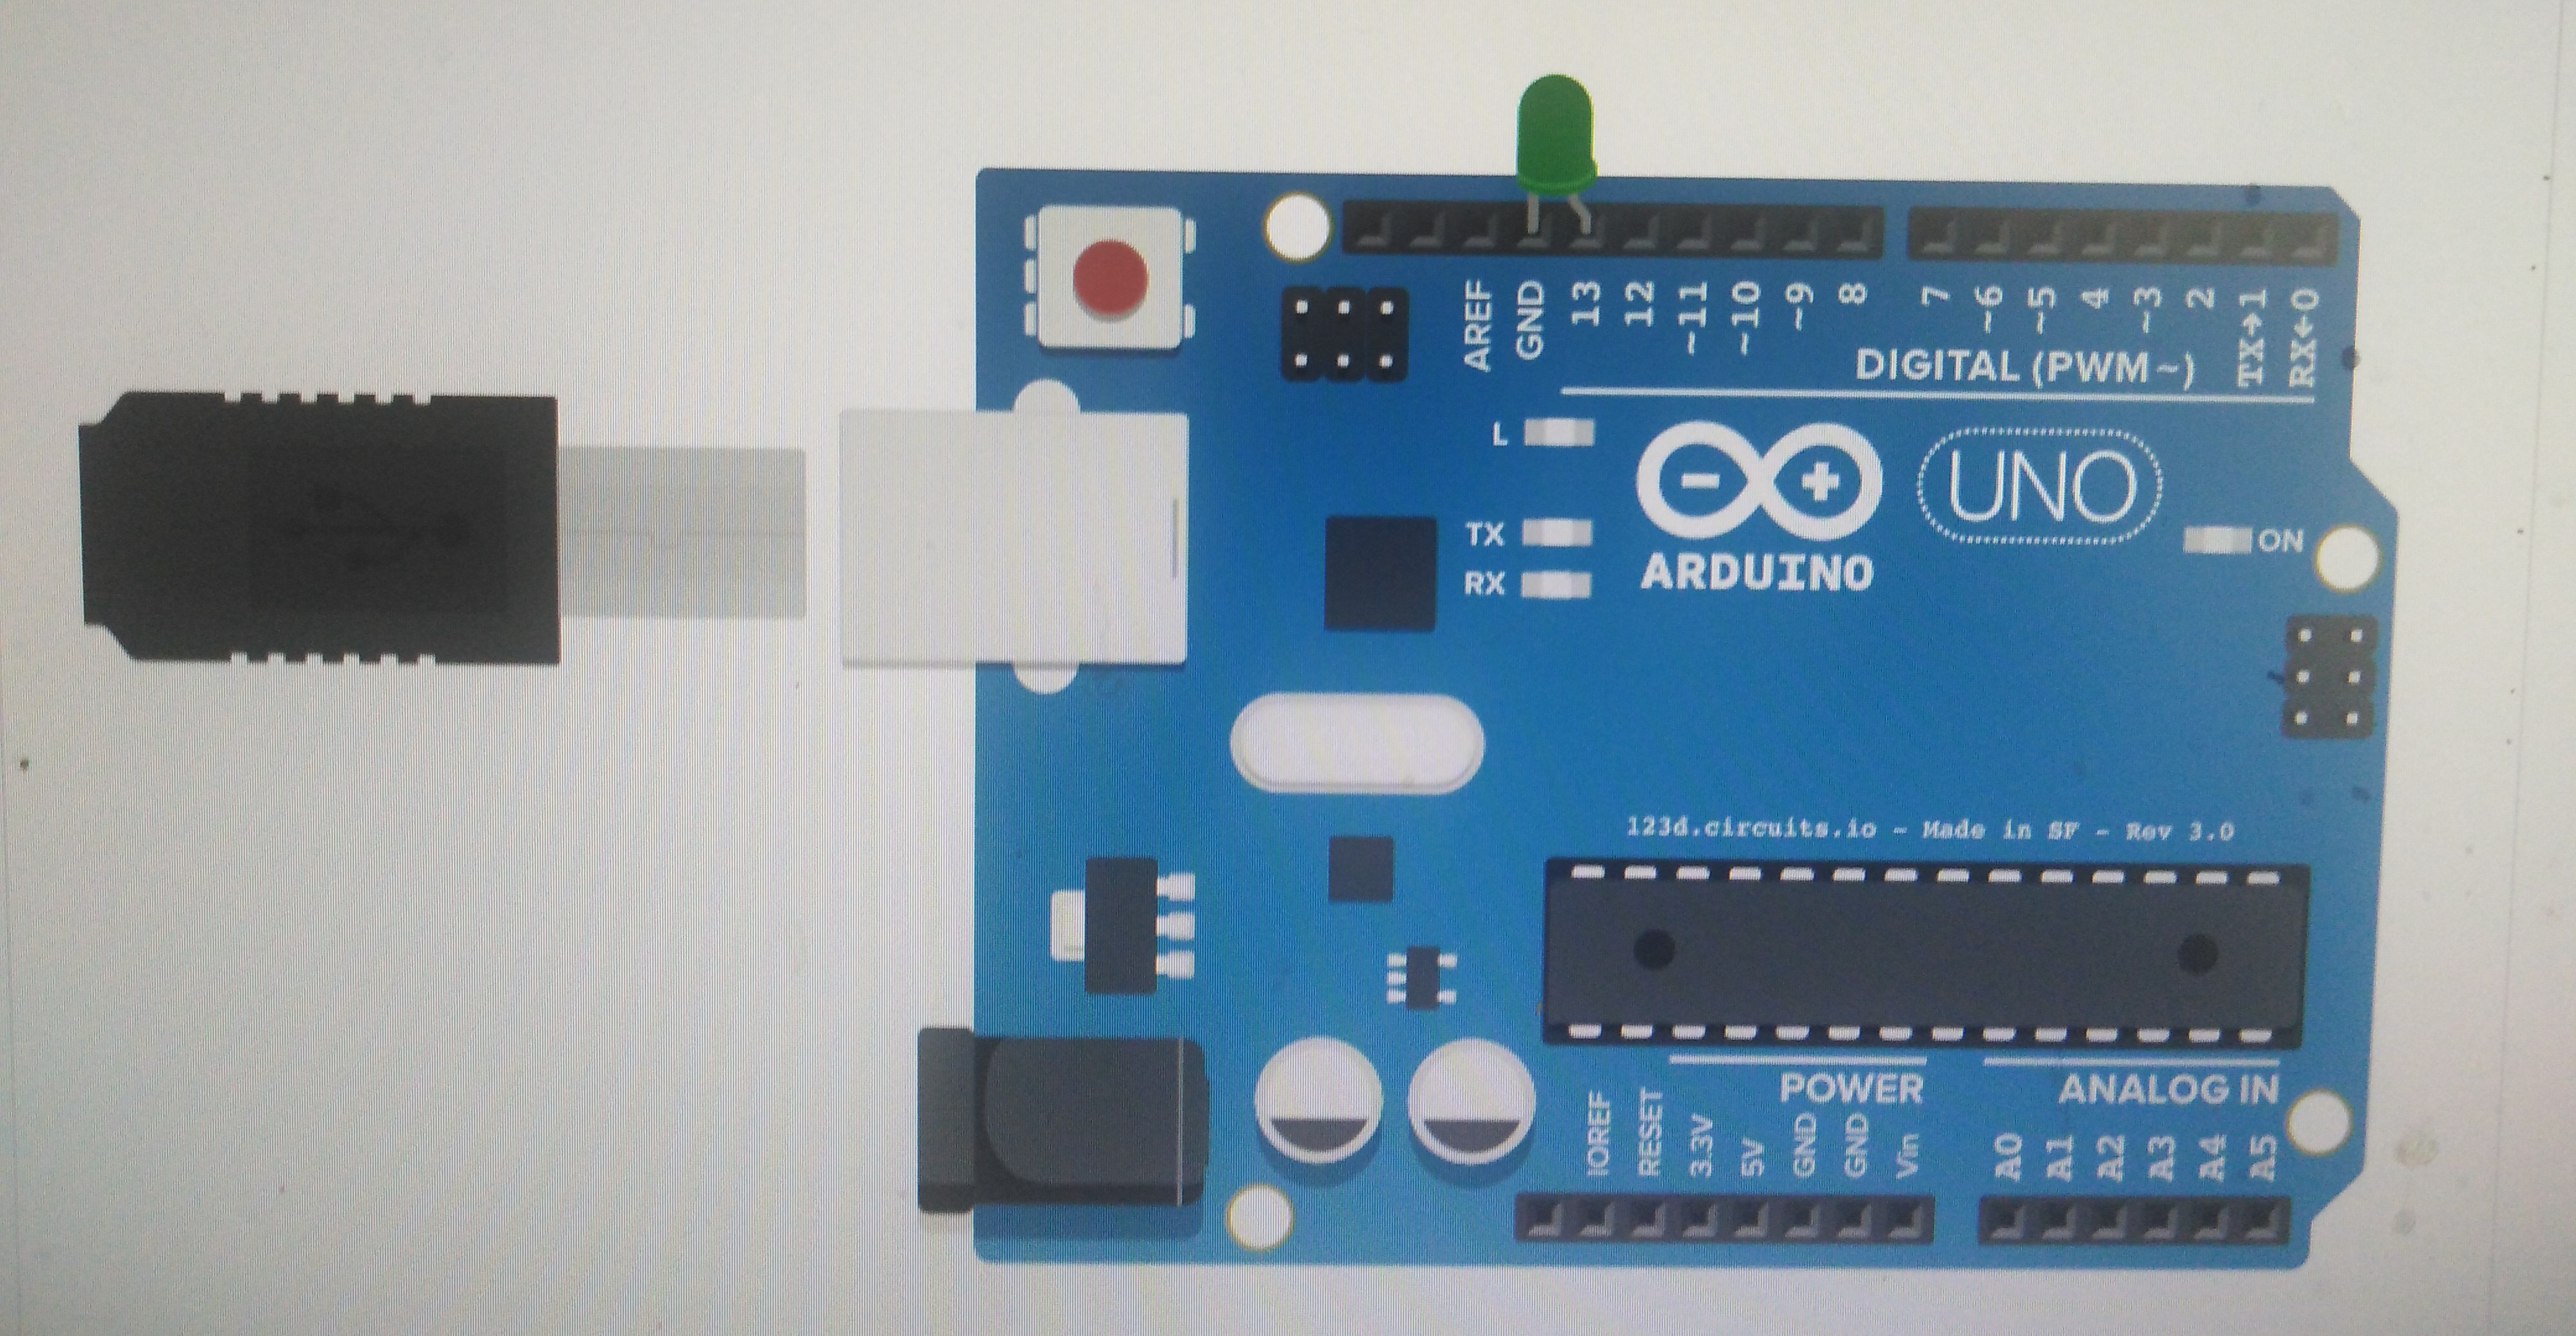 AREF
GND
13
12
~11
~10
~9
8
7
~6
~5
4
~3
2
TX→1
RX←0
DIGITAL (PWM~)
L
TX
RX
ARDUINO
UNO
ON
123d.circuits.io - Made in SF - Rev 3.0
POWER
ANALOG IN
IOREF
RESET
3.3V
5V
GND
GND
Vin
A0
A1
A2
A3
A4
A5